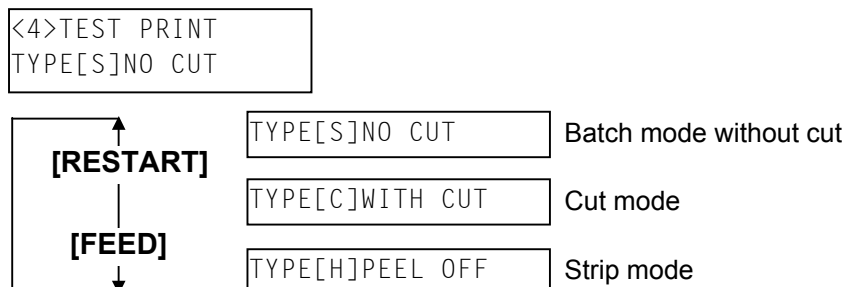 <4>TEST PRINT
TYPE[S]NO CUT
[RESTART]
[FEED]
TYPE[S]NO CUT Batch mode without cut
TYPE[C]WITH CUT Cut mode
TYPE[H]PEEL OFF Strip mode